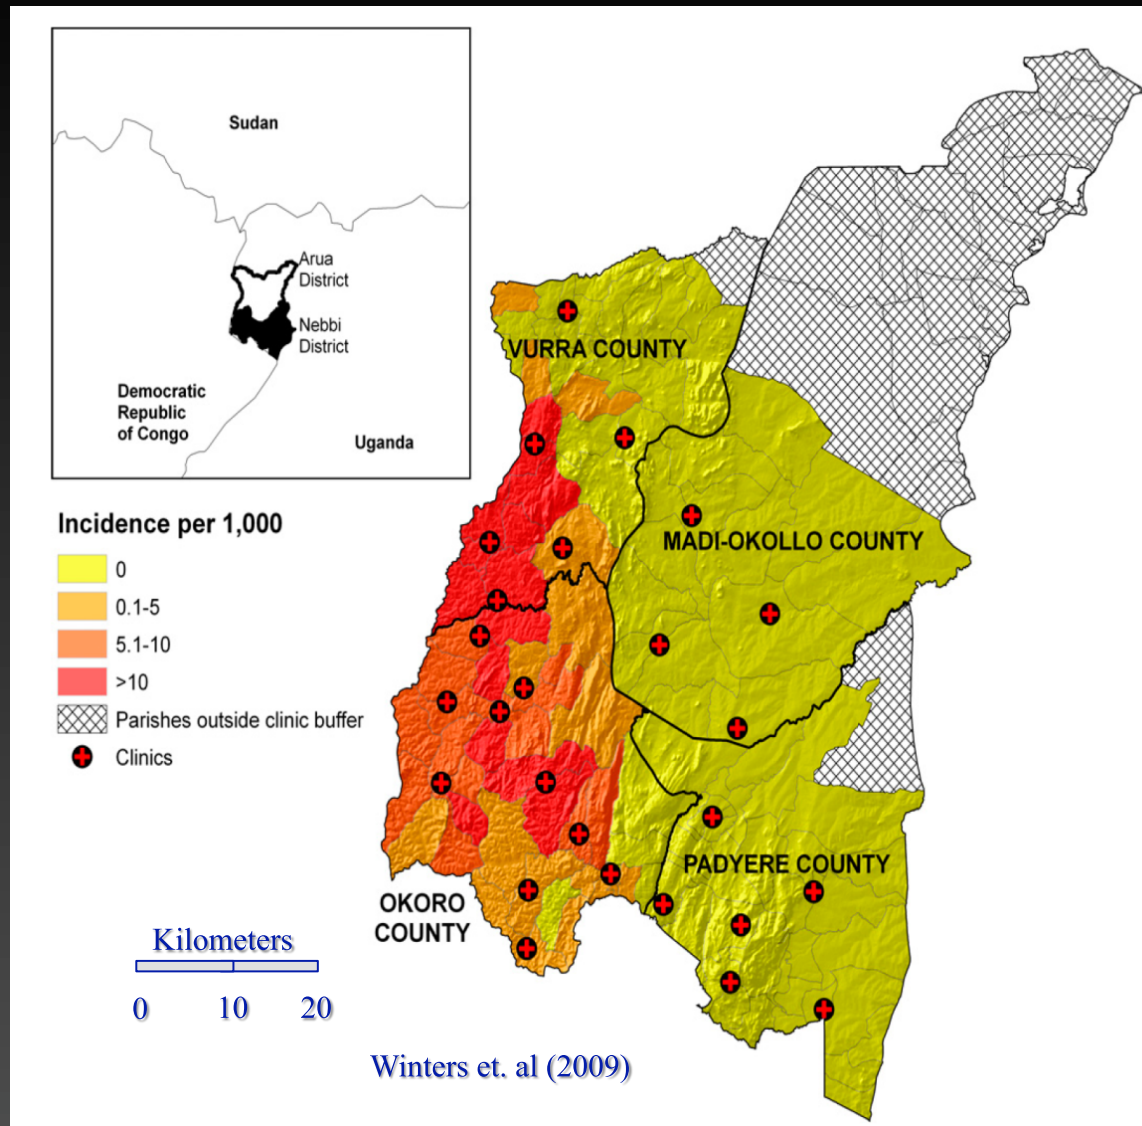 Sudan
Arua
District
Nebbi
District
Democratic
Republic
of Congo
Uganda
VURRA COUNTY
MADI-OKOLLO COUNTY
PADYERE COUNTY
OKORO
COUNTY
Incidence per 1,000
0
0.1-5
5.1-10
>10
Parishes outside clinic buffer
Clinics
Kilometers
0 10 20
Winters et. al (2009)